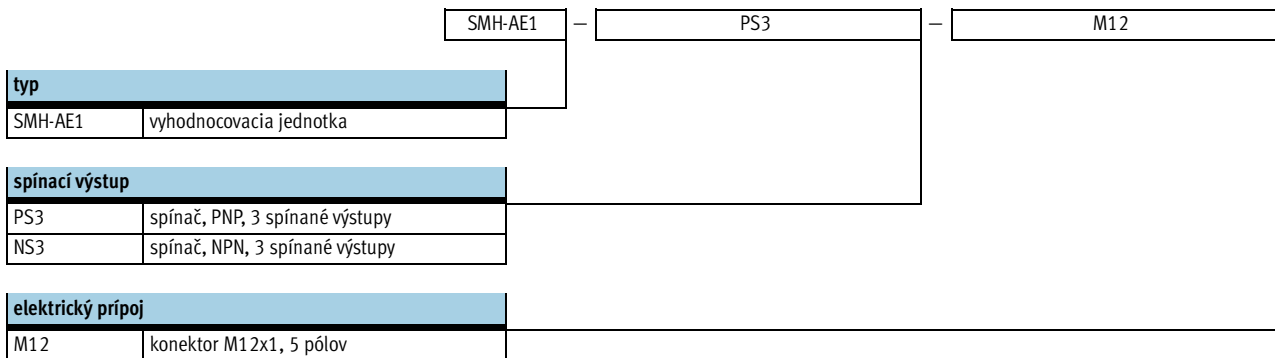 SMH-AE1 – PS3 – M12
typ
SMH-AE1 vyhodnocovacia jednotka
spínací výstup
PS3 spínač, PNP, 3 spínané výstupy
NS3 spínač, NPN, 3 spínané výstupy
elektrický prípoj
M12 konektor M12x1, 5 pólov